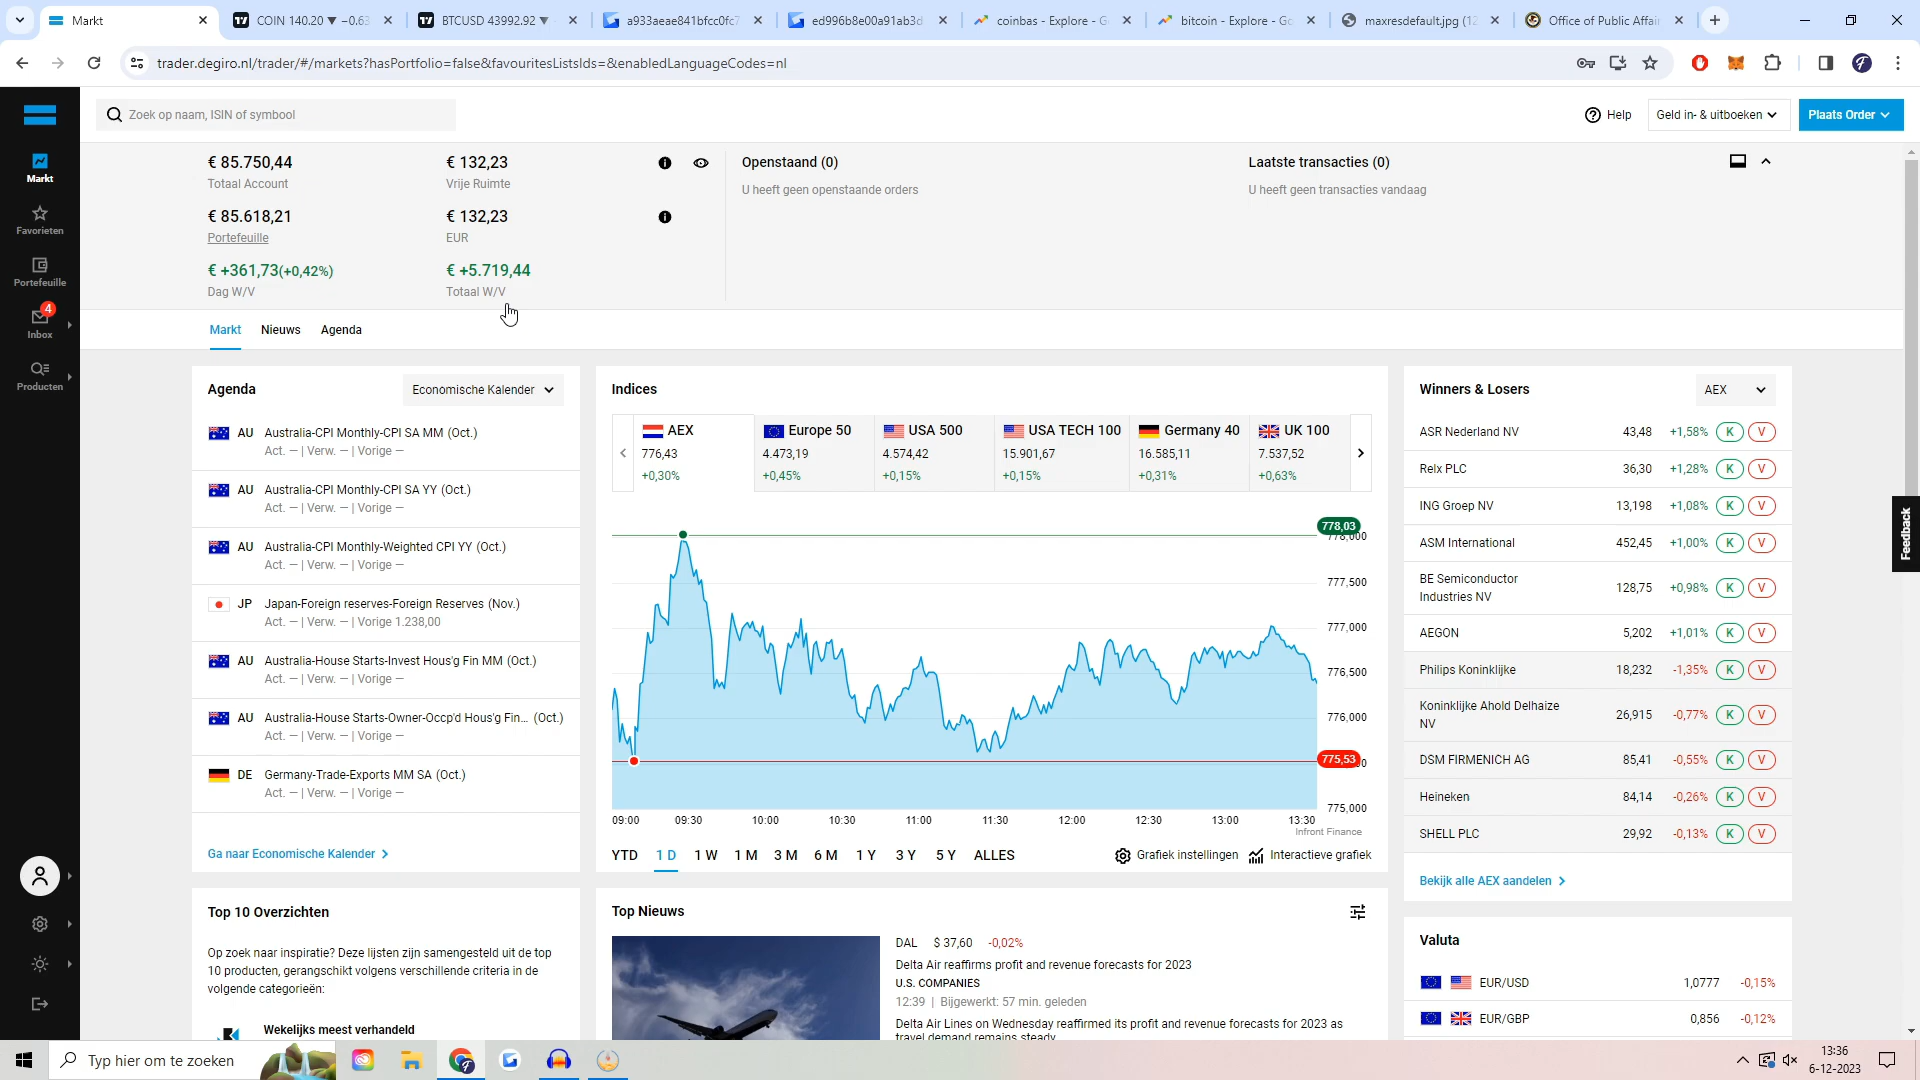 Markt
COIN 140.20 ▼ −0.63
BTCUSD 43992.92 ▼
a933aeae841bfcc0fc7
ed996b8e00a91ab3d
coinbas - Explore - G
bitcoin - Explore - Go
maxresdefault.jpg (12
Office of Public Affair
trader.degiro.nl/trader/#/markets?hasPortfolio=false&favouritesListsIds=&enabledLanguageCodes=nl
Zoek op naam, ISIN of symbool
Help
Geld in- & uitboeken
Plaats Order
Markt
Favorieten
Portefeuille
4
Inbox
Producten
€ 85.750,44
Totaal Account
€ 132,23
Vrije Ruimte
€ 85.618,21
Portefeuille
€ 132,23
EUR
€ +361,73(+0,42%)
Dag W/V
€ +5.719,44
Totaal W/V
Openstaand (0)
U heeft geen openstaande orders
Laatste transacties (0)
U heeft geen transacties vandaag
Markt
Nieuws
Agenda
Agenda
Economische Kalender
AU Australia-CPI Monthly-CPI SA MM (Oct.)
Act. — | Verw. — | Vorige —
AU Australia-CPI Monthly-CPI SA YY (Oct.)
Act. — | Verw. — | Vorige —
AU Australia-CPI Monthly-Weighted CPI YY (Oct.)
Act. — | Verw. — | Vorige —
JP Japan-Foreign reserves-Foreign Reserves (Nov.)
Act. — | Verw. — | Vorige 1.238,00
AU Australia-House Starts-Invest Hous'g Fin MM (Oct.)
Act. — | Verw. — | Vorige —
AU Australia-House Starts-Owner-Occp'd Hous'g Fin... (Oct.)
Act. — | Verw. — | Vorige —
DE Germany-Trade-Exports MM SA (Oct.)
Act. — | Verw. — | Vorige —
Ga naar Economische Kalender
Indices
AEX
776,43
+0,30%
Europe 50
4.473,19
+0,45%
USA 500
4.574,42
+0,15%
USA TECH 100
15.901,67
+0,15%
Germany 40
16.585,11
+0,31%
UK 100
7.537,52
+0,63%
778,03
778,000
777,500
777,000
776,500
776,000
775,53
775,000
09:00 09:30 10:00 10:30 11:00 11:30 12:00 12:30 13:00 13:30
Infront Finance
YTD 1 D 1 W 1 M 3 M 6 M 1 Y 3 Y 5 Y ALLES
Grafiek instellingen
Interactieve grafiek
Winners & Losers
AEX
ASR Nederland NV 43,48 +1,58% K V
Relx PLC 36,30 +1,28% K V
ING Groep NV 13,198 +1,08% K V
ASM International 452,45 +1,00% K V
BE Semiconductor
Industries NV 128,75 +0,98% K V
AEGON 5,202 +1,01% K V
Philips Koninklijke 18,232 -1,35% K V
Koninklijke Ahold Delhaize
NV 26,915 -0,77% K V
DSM FIRMENICH AG 85,41 -0,55% K V
Heineken 84,14 -0,26% K V
SHELL PLC 29,92 -0,13% K V
Bekijk alle AEX aandelen
Feedback
Top 10 Overzichten
Op zoek naar inspiratie? Deze lijsten zijn samengesteld uit de top
10 producten, gerangschikt volgens verschillende criteria in de
volgende categorieën:
Wekelijks meest verhandeld
Top Nieuws
DAL $ 37,60 -0,02%
Delta Air reaffirms profit and revenue forecasts for 2023
U.S. COMPANIES
12:39 | Bijgewerkt: 57 min. geleden
Delta Air Lines on Wednesday reaffirmed its profit and revenue forecasts for 2023 as
travel demand remains steady
Valuta
EUR/USD 1,0777 -0,15%
EUR/GBP 0,856 -0,12%
Typ hier om te zoeken
13:36
6-12-2023